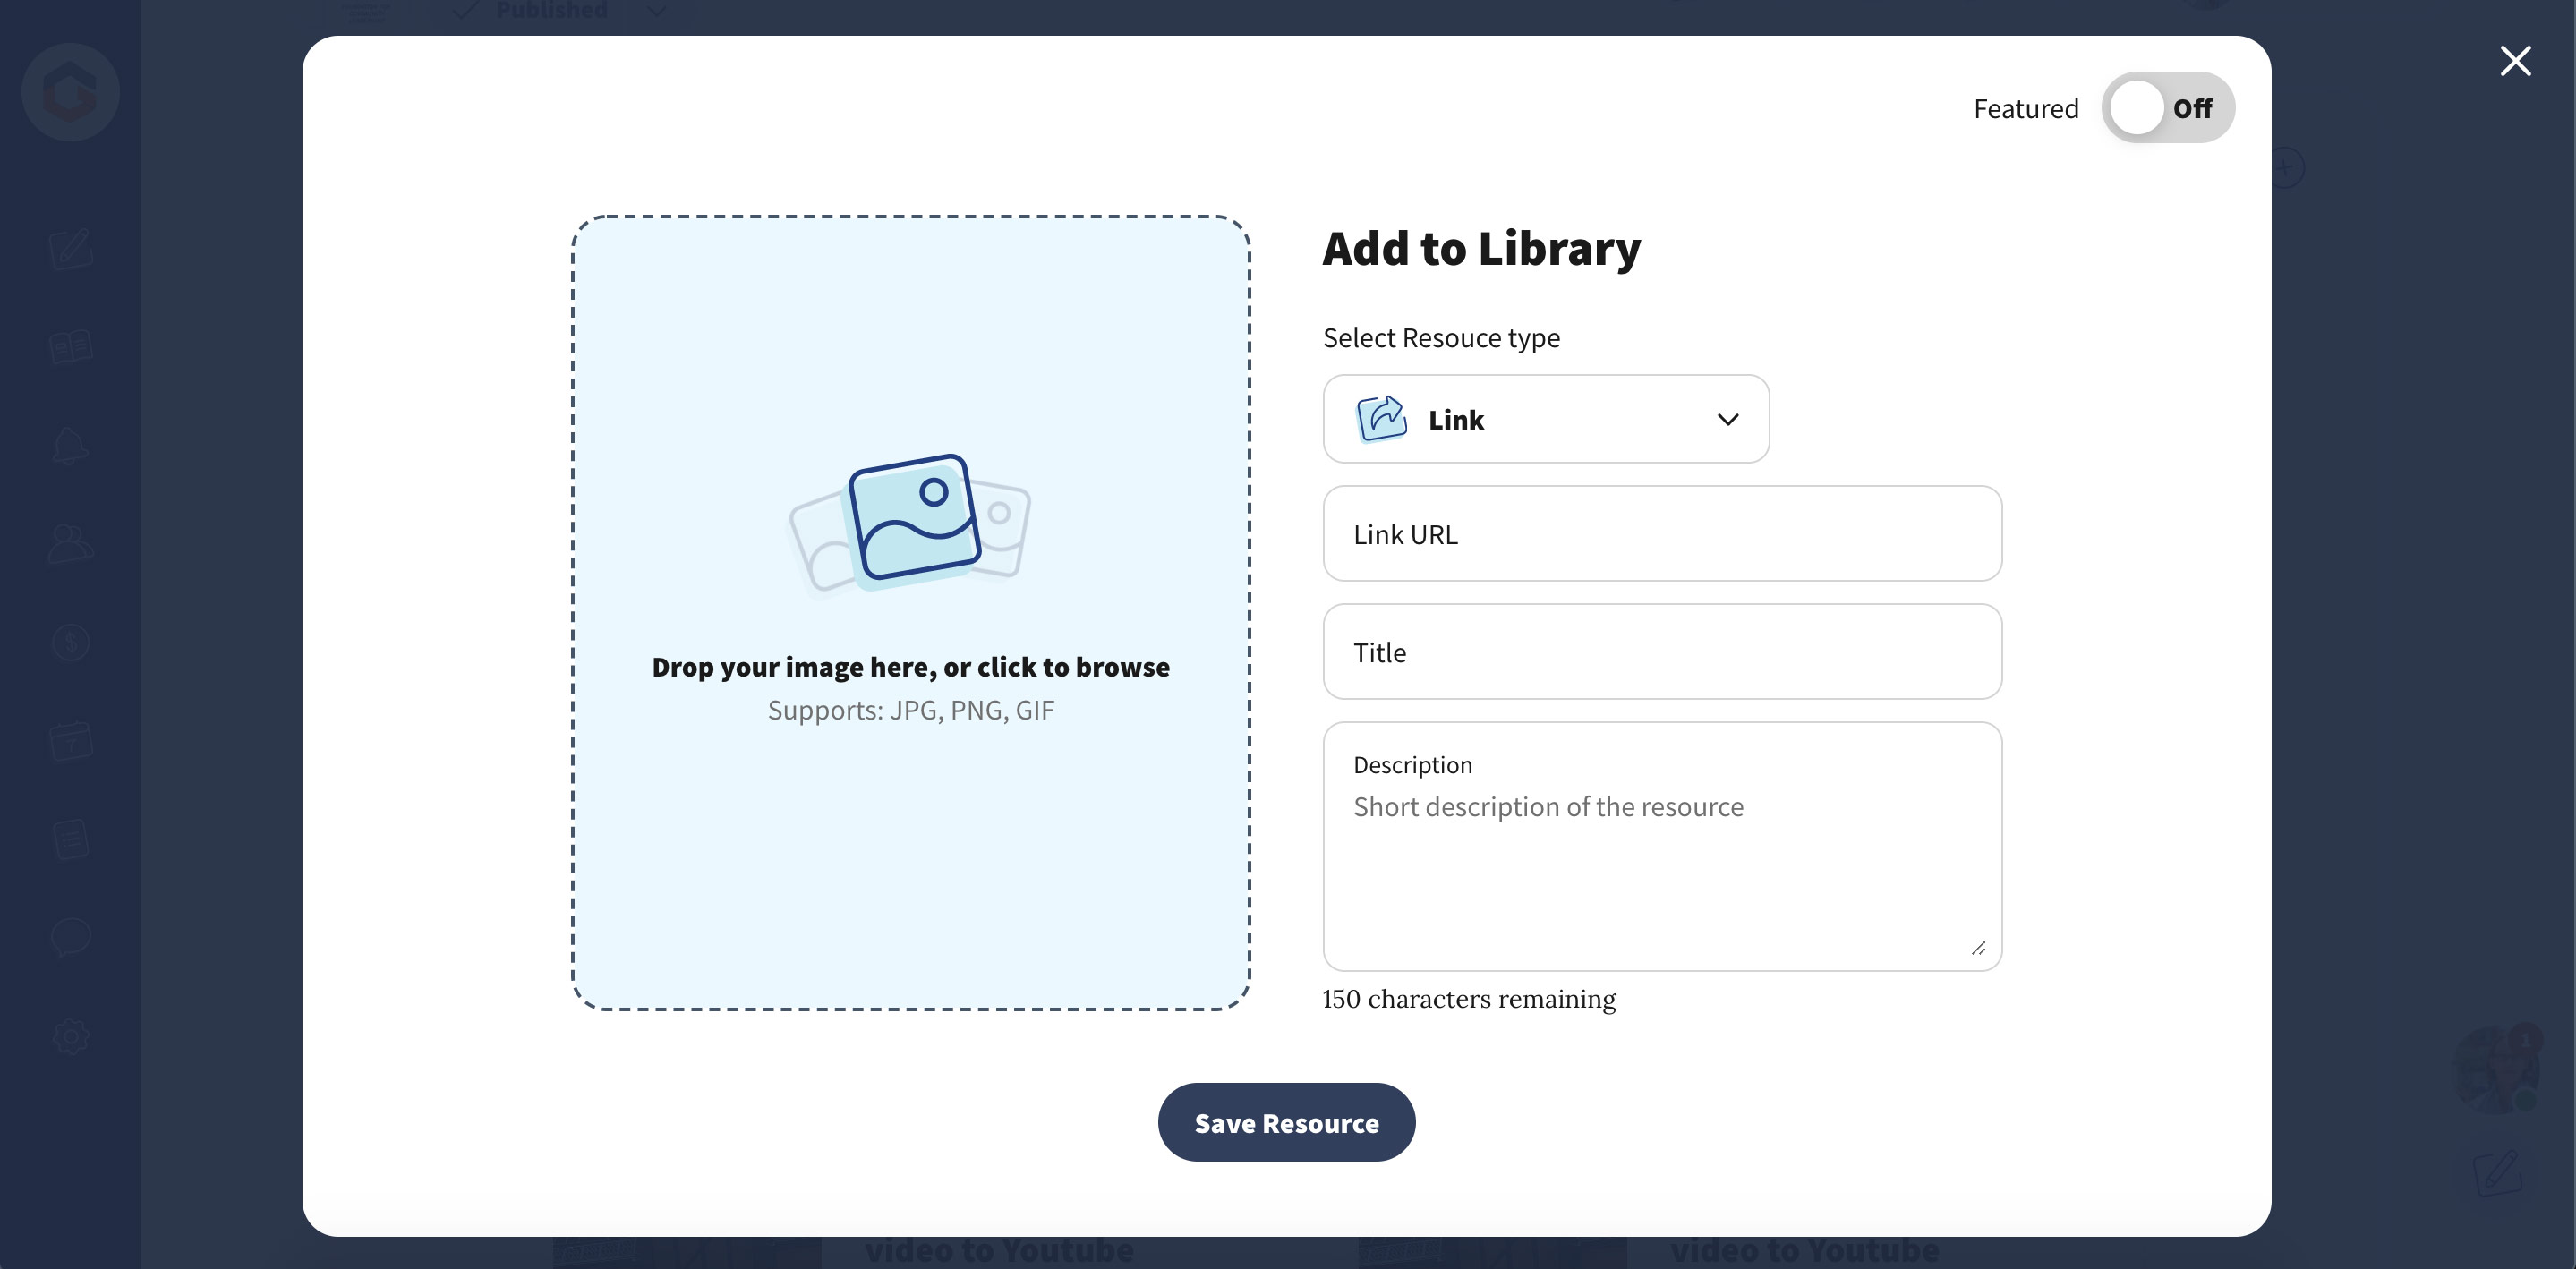 Published
Featured
Off
Add to Library
Select Resouce type
Link
Link URL
Title
Drop your image here, or click to browse
Supports: JPG, PNG, GIF
Description
Short description of the resource
150 characters remaining
Save Resource
1
7
video to Youtube
video to Youtube